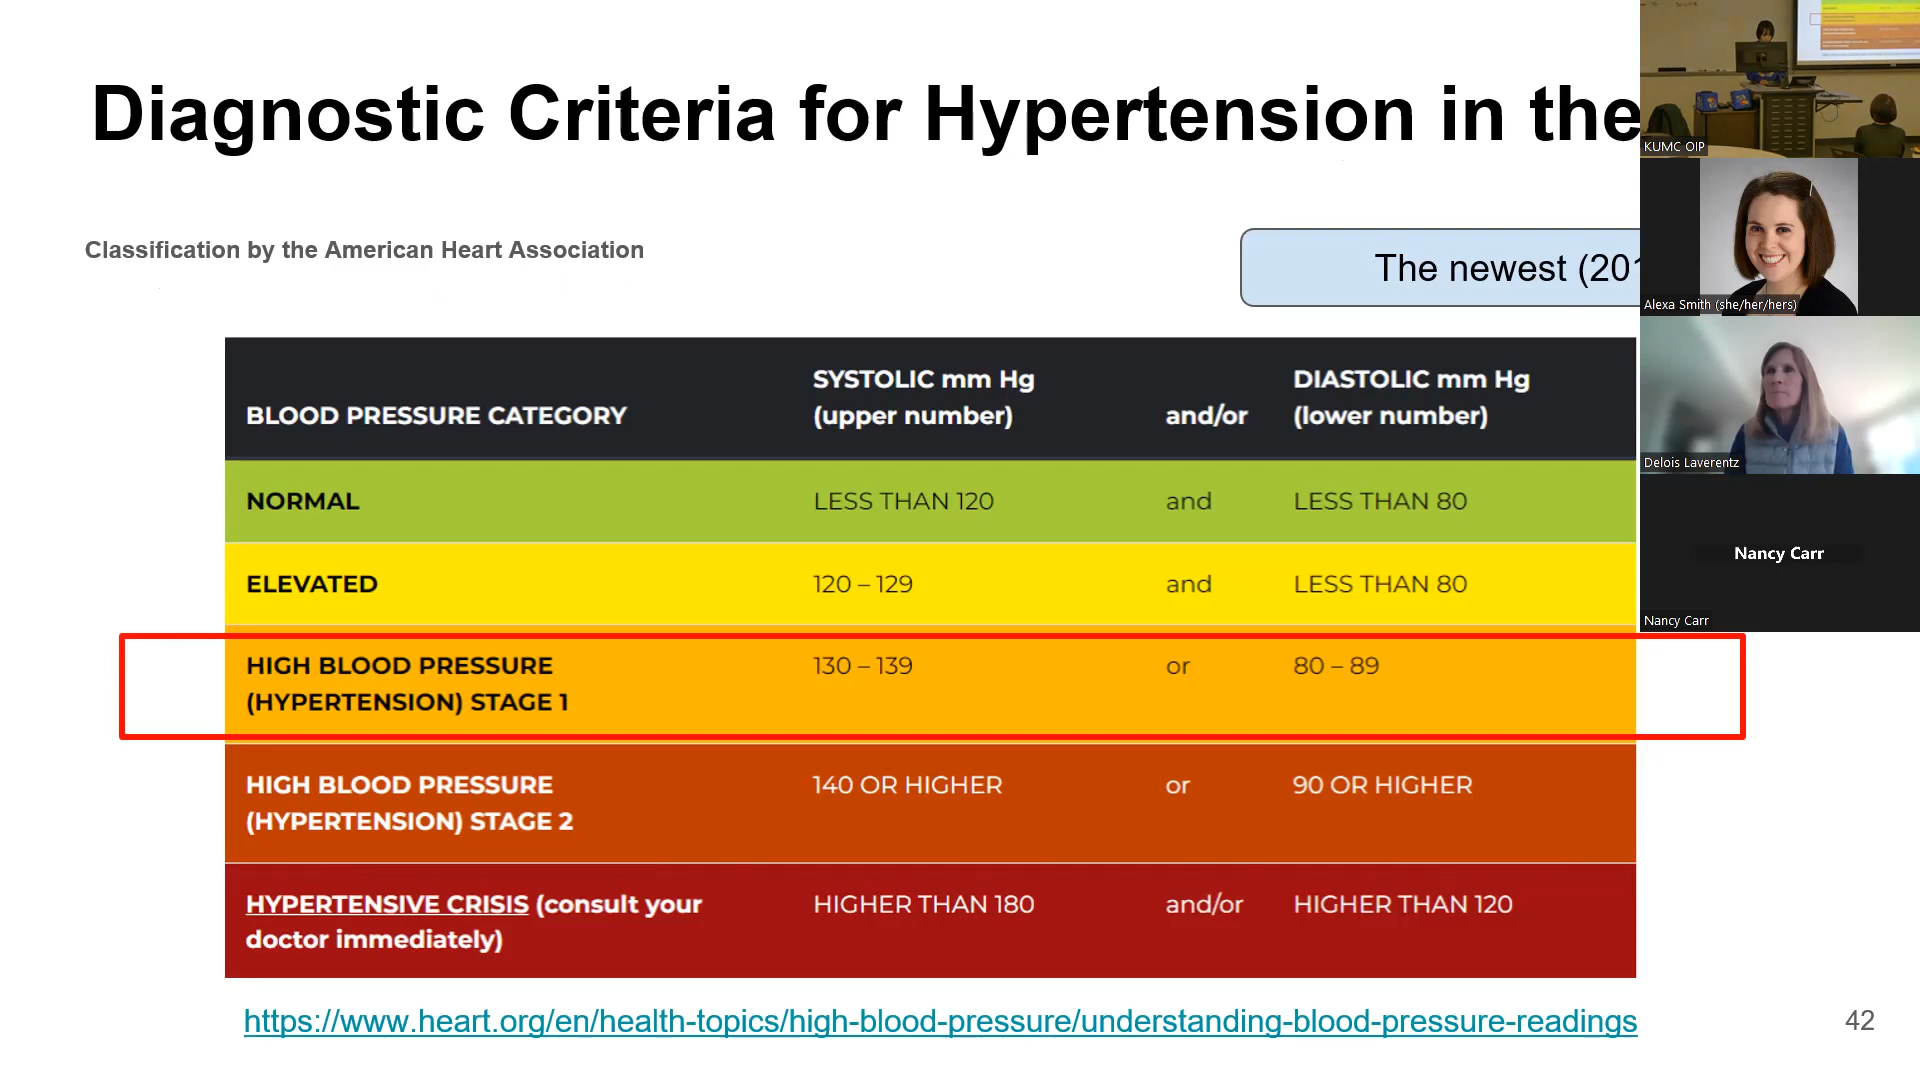 Diagnostic Criteria for Hypertension in the
Classification by the American Heart Association
The newest (201
BLOOD PRESSURE CATEGORY
SYSTOLIC mm Hg
(upper number)
and/or
DIASTOLIC mm Hg
(lower number)
NORMAL
LESS THAN 120
and
LESS THAN 80
ELEVATED
120 – 129
and
LESS THAN 80
HIGH BLOOD PRESSURE
(HYPERTENSION) STAGE 1
130 – 139
or
80 – 89
HIGH BLOOD PRESSURE
(HYPERTENSION) STAGE 2
140 OR HIGHER
or
90 OR HIGHER
HYPERTENSIVE CRISIS (consult your
doctor immediately)
HIGHER THAN 180
and/or
HIGHER THAN 120
https://www.heart.org/en/health-topics/high-blood-pressure/understanding-blood-pressure-readings
42
KUMC OIP
Alexa Smith (she/her/hers)
Delois Laverentz
Nancy Carr
Nancy Carr